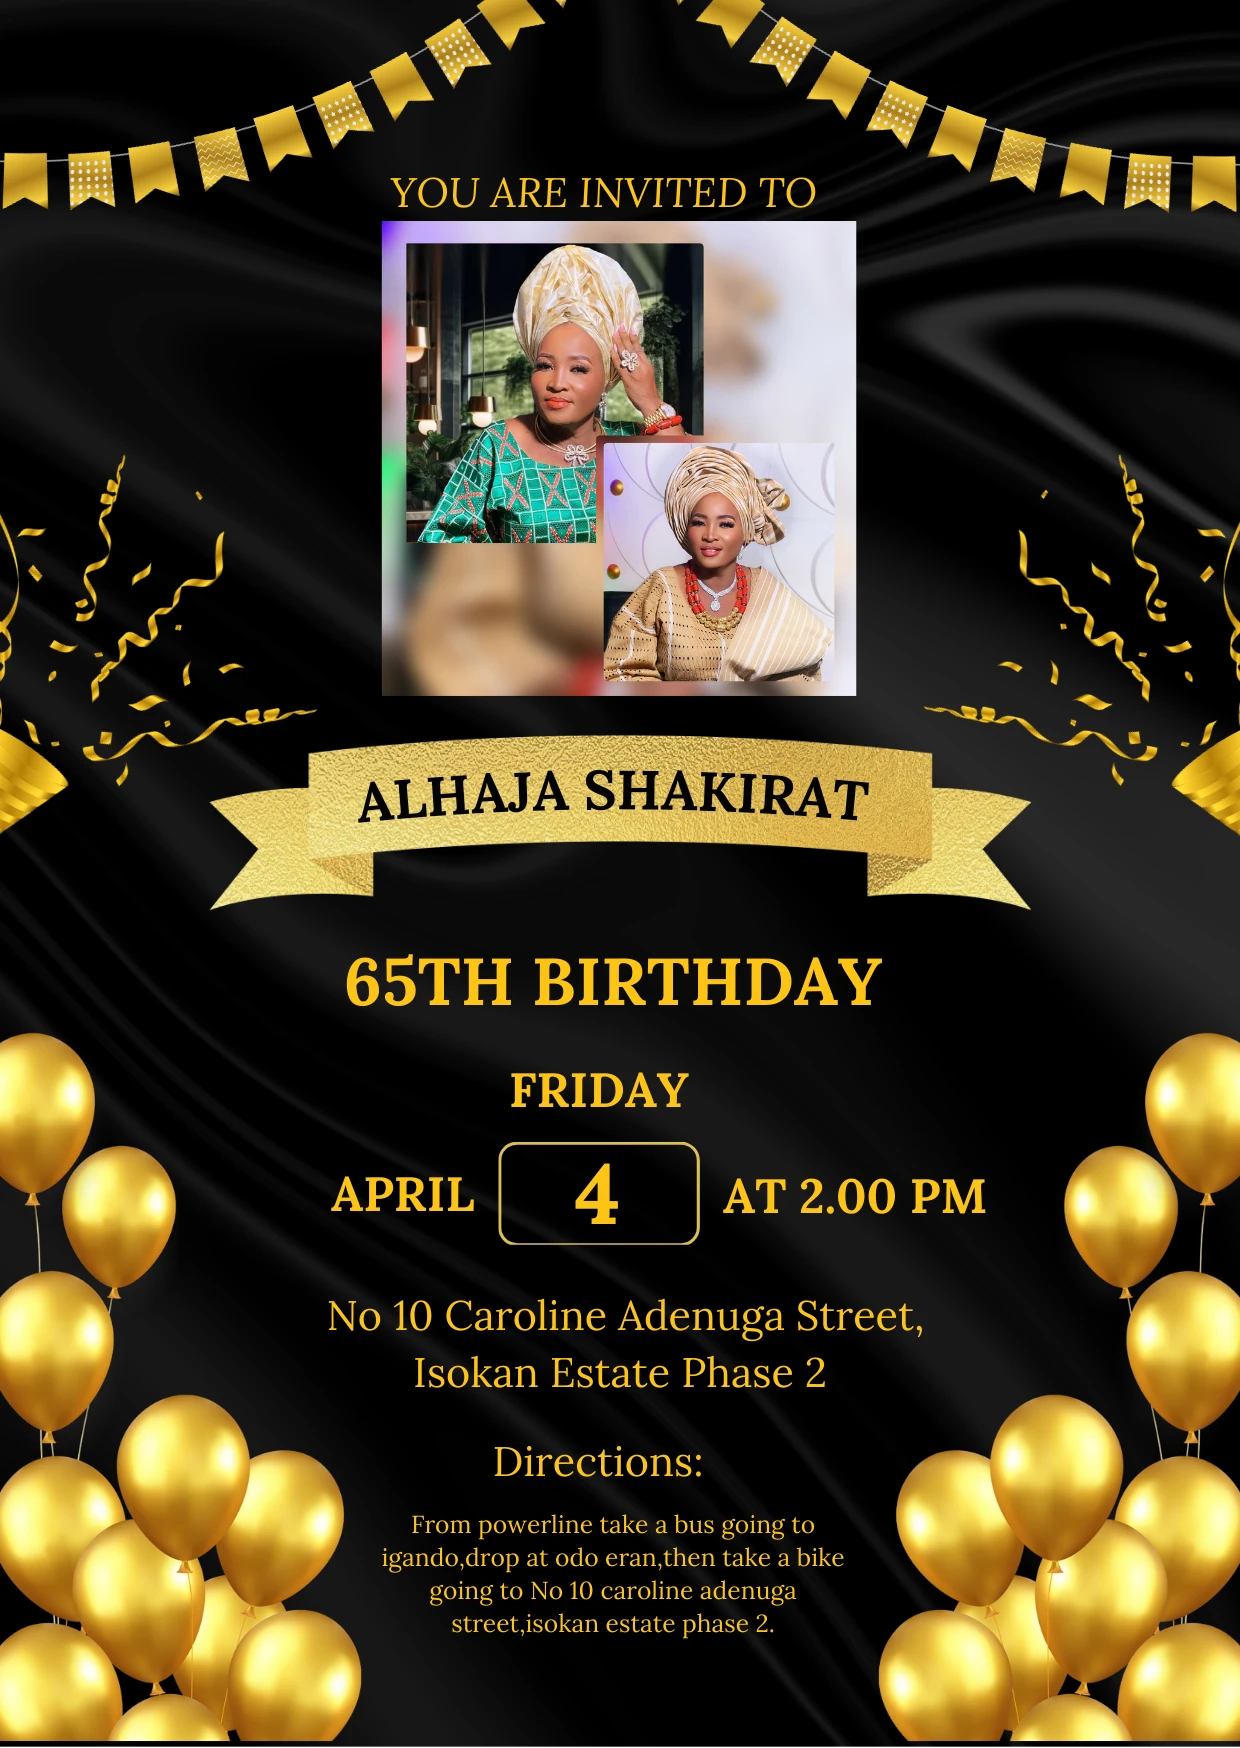 YOU ARE INVITED TO
ALHAJA SHAKIRAT
65TH BIRTHDAY
FRIDAY
APRIL 4 AT 2.00 PM
No 10 Caroline Adenuga Street,
Isokan Estate Phase 2
Directions:
From powerline take a bus going to
igando,drop at odo eran,then take a bike
going to No 10 caroline adenuga
street,isokan estate phase 2.